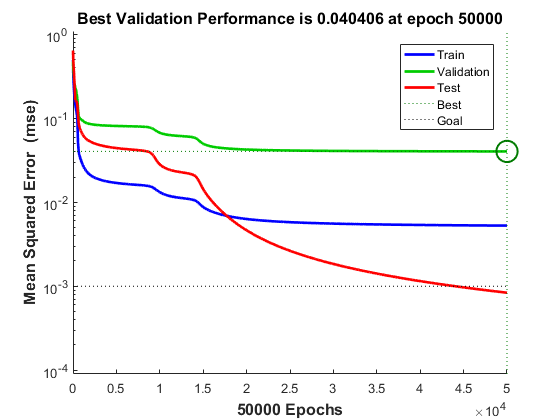 Best Validation Performance is 0.040406 at epoch 50000
10^0
10^-1
10^-2
10^-3
10^-4
Mean Squared Error (mse)
Train
Validation
Test
Best
Goal
0 0.5 1 1.5 2 2.5 3 3.5 4 4.5 5
×10^4
50000 Epochs